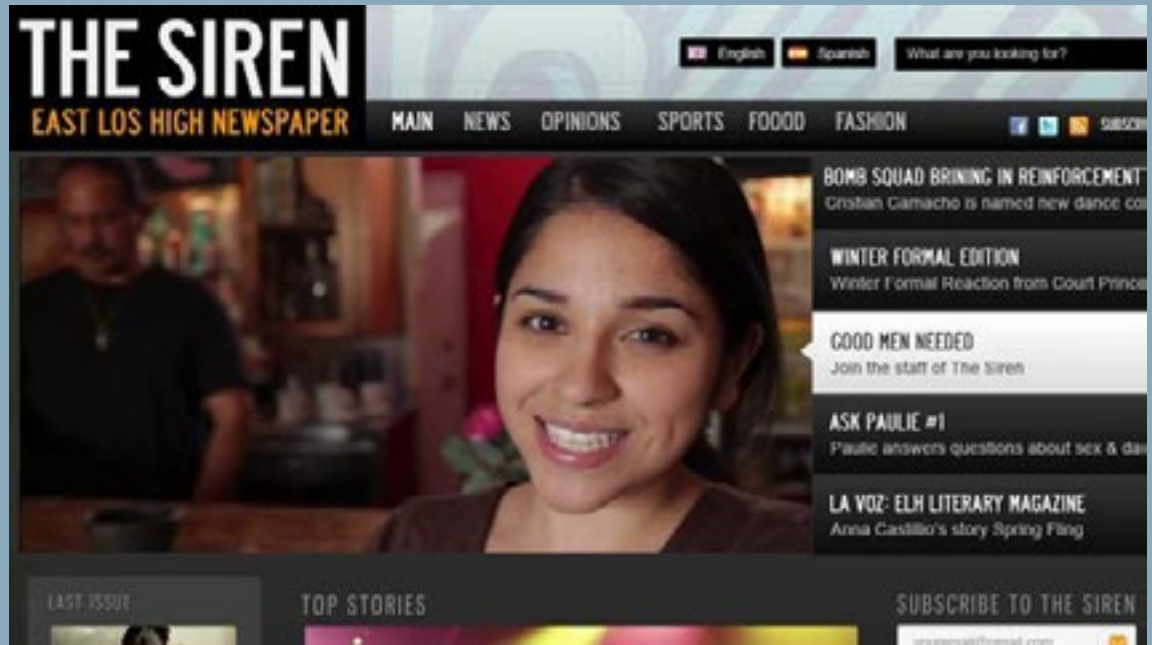 THE SIREN
EAST LOS HIGH NEWSPAPER
English
Spanish
What are you looking for?
MAIN
NEWS
OPINIONS
SPORTS
FOOOD
FASHION
BOMB SQUAD BRINING IN REINFORCEMENT
Cristian Camacho is named new dance
WINTER FORMAL EDITION
Winter Formal Reaction from Court
GOOD MEN NEEDED
Join the staff of The Siren
ASK PAULIE #1
Paulie answers questions about sex &
LA VOZ: ELH LITERARY MAGAZINE
Anna Castillo's story Spring Fling
LAST ISSUE
TOP STORIES
SUBSCRIBE TO THE SIREN